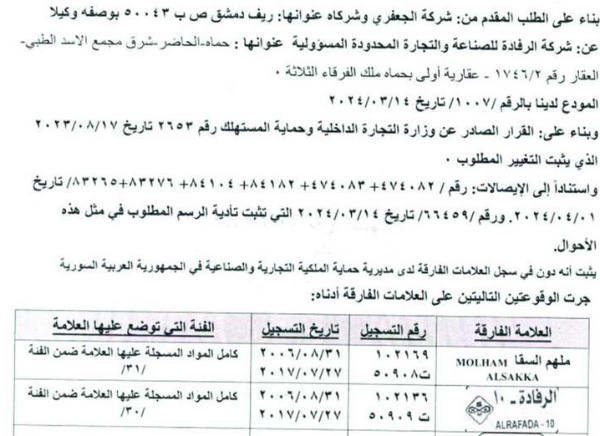 بناء على الطلب المقدم من: شركة الجعفري وشركاه عنوانها: ريف دمشق ص ب ٥٠٠٤٣ بوصفه وكيلا
عن: شركة الرفادة للصناعة والتجارة المحدودة المسؤولية عنوانها : حماه-الحاضر-شرق مجمع الاسد الطبي-
العقار رقم ١٧٤٦/٢ - عقارية أولى بحماه ملك الفرقاء الثلاثة ٠
المودع لدينا بالرقم /١٠٠٧/ تاريخ ٢٠٢٤/٠٣/١٤
وبناء على: القرار الصادر عن وزارة التجارة الداخلية وحماية المستهلك رقم ٢٦٥٣ تاريخ ٢٠٢٣/٠٨/١٧
الذي يثبت التغيير المطلوب ٠
واستناداً إلى الإيصالات: رقم / ٤٧٤٠٨٢+ ٤٧٤٠٨٣+ ٨٤١٨٢+ ٨٤١٠٤+ ٨٣٢٧٦+٨٣٢٦٥/ تاريخ
٢٠٢٤/٠٤/٠١. ورقم /٦٦٤٥٩/ تاريخ ٢٠٢٤/٠٣/١٤ التي تثبت تأدية الرسم المطلوب في مثل هذه
الأحوال.
يثبت أنه دون في سجل العلامات الفارقة لدى مديرية حماية الملكية التجارية والصناعية في الجمهورية العربية السورية
جرت الوقوعتين التاليتين على العلامات الفارقة أدناه:
العلامة الفارقة رقم التسجيل تاريخ التسجيل الفئة التي توضع عليها العلامة
ملهم السقا MOLHAM ALSAKKA ١٠٢١٦٩ ٢٠٠٦/٠٨/٣١ كامل المواد المسجلة عليها العلامة ضمن الفئة
ت٥٠٩٠٨ ٢٠١٧/٠٧/٢٧ /٣١/
الرفادة - ١٠ ١٠٢١٣٦ ٢٠٠٦/٠٨/٣١ كامل المواد المسجلة عليها العلامة ضمن الفئة
ALRAFADA - 10 ت٥٠٩٠٩ ٢٠١٧/٠٧/٢٧ /٣٠/